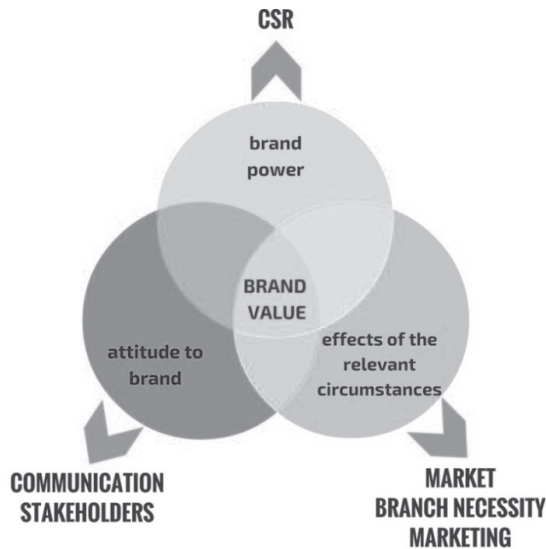 CSR
brand
power
BRAND
VALUE
attitude to
brand
effects of the
relevant
circumstances
COMMUNICATION
STAKEHOLDERS
MARKET
BRANCH NECESSITY
MARKETING